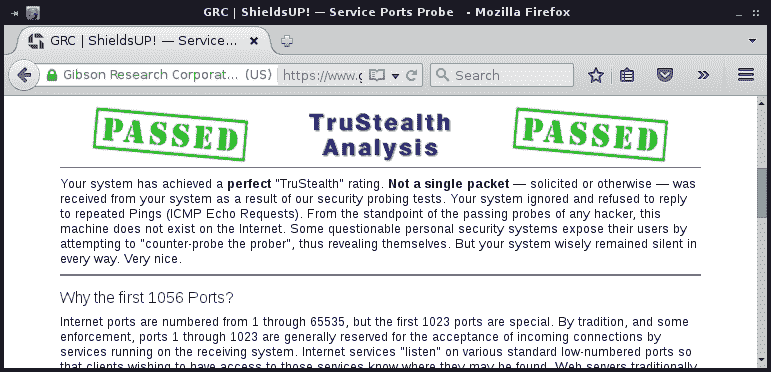 GRC | ShieldsUP! — Service Ports Probe - Mozilla Firefox
GRC | ShieldsUP! — Service...
Gibson Research Corporat... (US) https://www.g Search
PASSED TruStealth Analysis PASSED
Your system has achieved a perfect "TruStealth" rating. Not a single packet — solicited or otherwise — was
received from your system as a result of our security probing tests. Your system ignored and refused to reply
to repeated Pings (ICMP Echo Requests). From the standpoint of the passing probes of any hacker, this
machine does not exist on the Internet. Some questionable personal security systems expose their users by
attempting to "counter-probe the prober", thus revealing themselves. But your system wisely remained silent in
every way. Very nice.
Why the first 1056 Ports?
Internet ports are numbered from 1 through 65535, but the first 1023 ports are special. By tradition, and some
enforcement, ports 1 through 1023 are generally reserved for the acceptance of incoming connections by
services running on the receiving system. Internet services "listen" on various standard low-numbered ports so
that clients wishing to have access to those services know where they may be found. Web servers traditionally